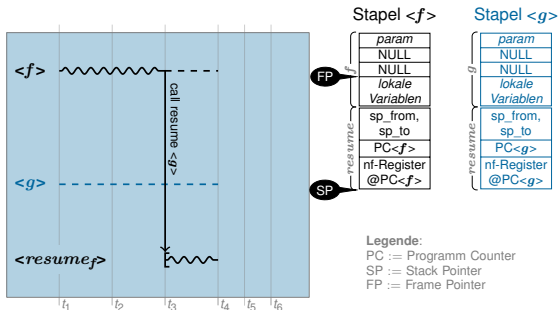 Stapel <f>
Stapel <g>
<f>
call resume <g>
<g>
<resume_f>
t1
t2
t3
t4
t5
t6
FP
SP
f
resume
param
NULL
NULL
lokale
Variablen
sp_from,
sp_to
PC<f>
nf-Register
@PC<f>
g
resume
param
NULL
NULL
lokale
Variablen
sp_from,
sp_to
PC<g>
nf-Register
@PC<g>
Legende:
PC := Programm Counter
SP := Stack Pointer
FP := Frame Pointer